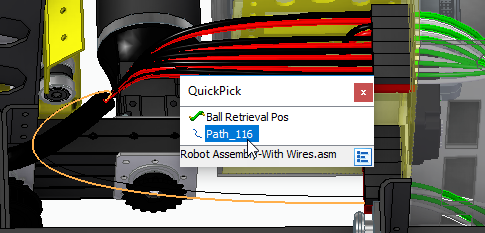 QuickPick
x
Ball Retrieval Pos
Path_116
Robot Assembly-With Wires.asm